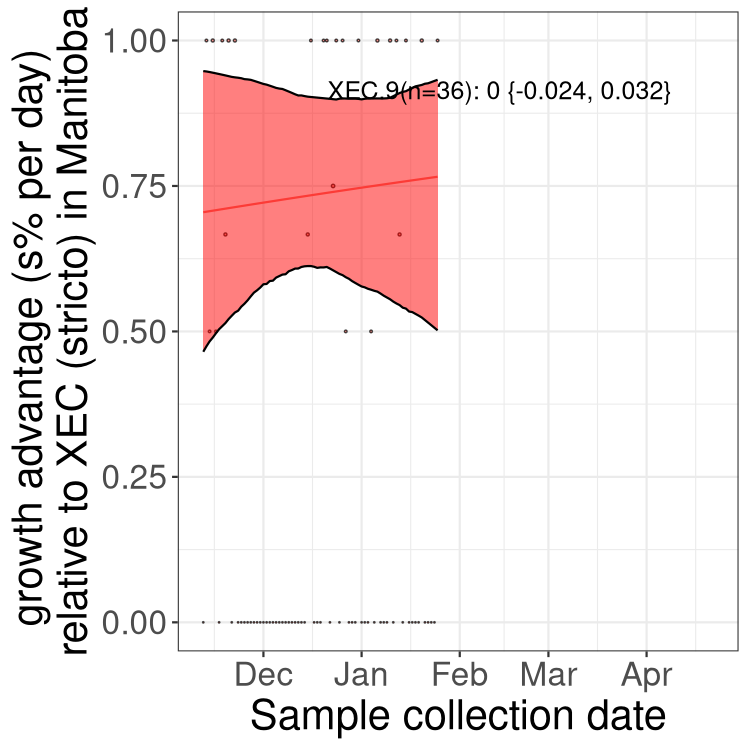 growth advantage (s% per day)
relative to XEC (stricto) in Manitoba
1.00
0.75
0.50
0.25
0.00
XEC.9(n=36): 0 {-0.024, 0.032}
Dec Jan Feb Mar Apr
Sample collection date